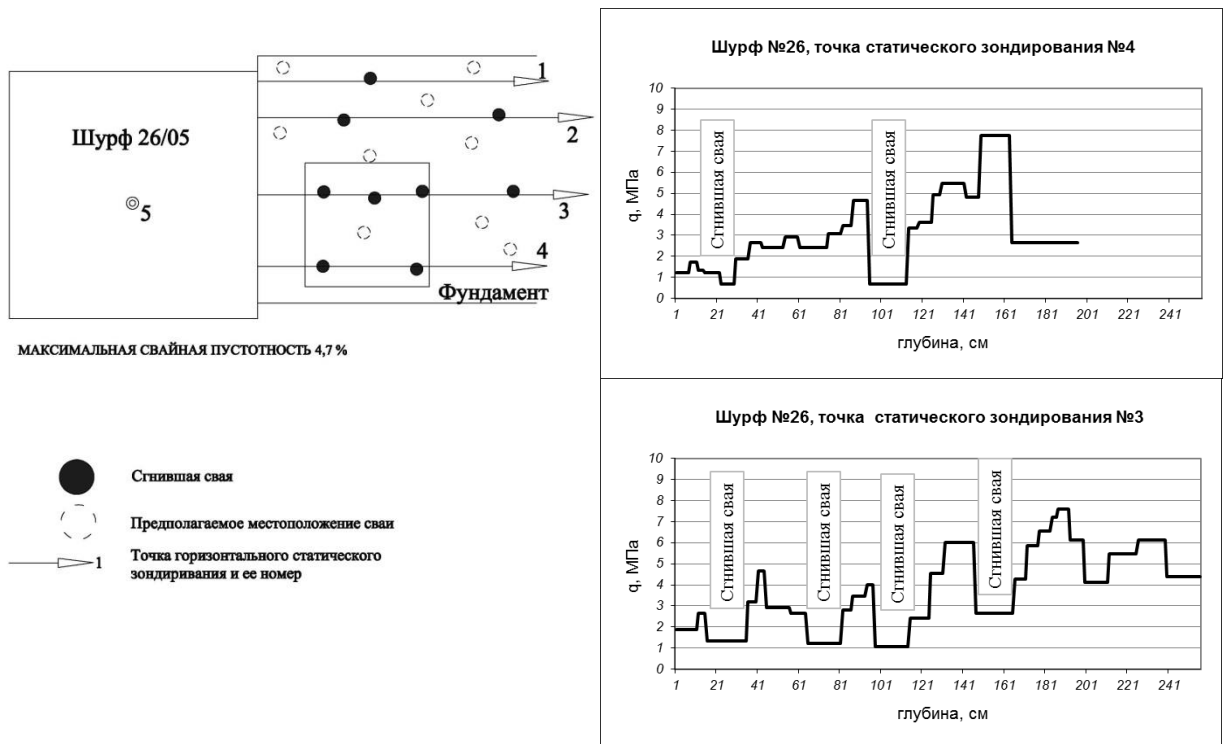 Шурф 26/05
5
1
2
3
4
Фундамент
МАКСИМАЛЬНАЯ СВАЙНАЯ ПУСТОТНОСТЬ 4,7 %
Сгнившая свая
Предполагаемое местоположение сваи
1
Точка горизонтального статического
зондиривания и ее номер
Шурф №26, точка статического зондирования №4
q, МПа
10
9
8
7
6
5
4
3
2
1
0
Сгнившая свая
Сгнившая свая
1 21 41 61 81 101 121 141 161 181 201 221 241
глубина, см
Шурф №26, точка статического зондирования №3
q, МПа
10
9
8
7
6
5
4
3
2
1
0
Сгнившая свая
Сгнившая свая
Сгнившая свая
Сгнившая свая
1 21 41 61 81 101 121 141 161 181 201 221 241
глубина, см